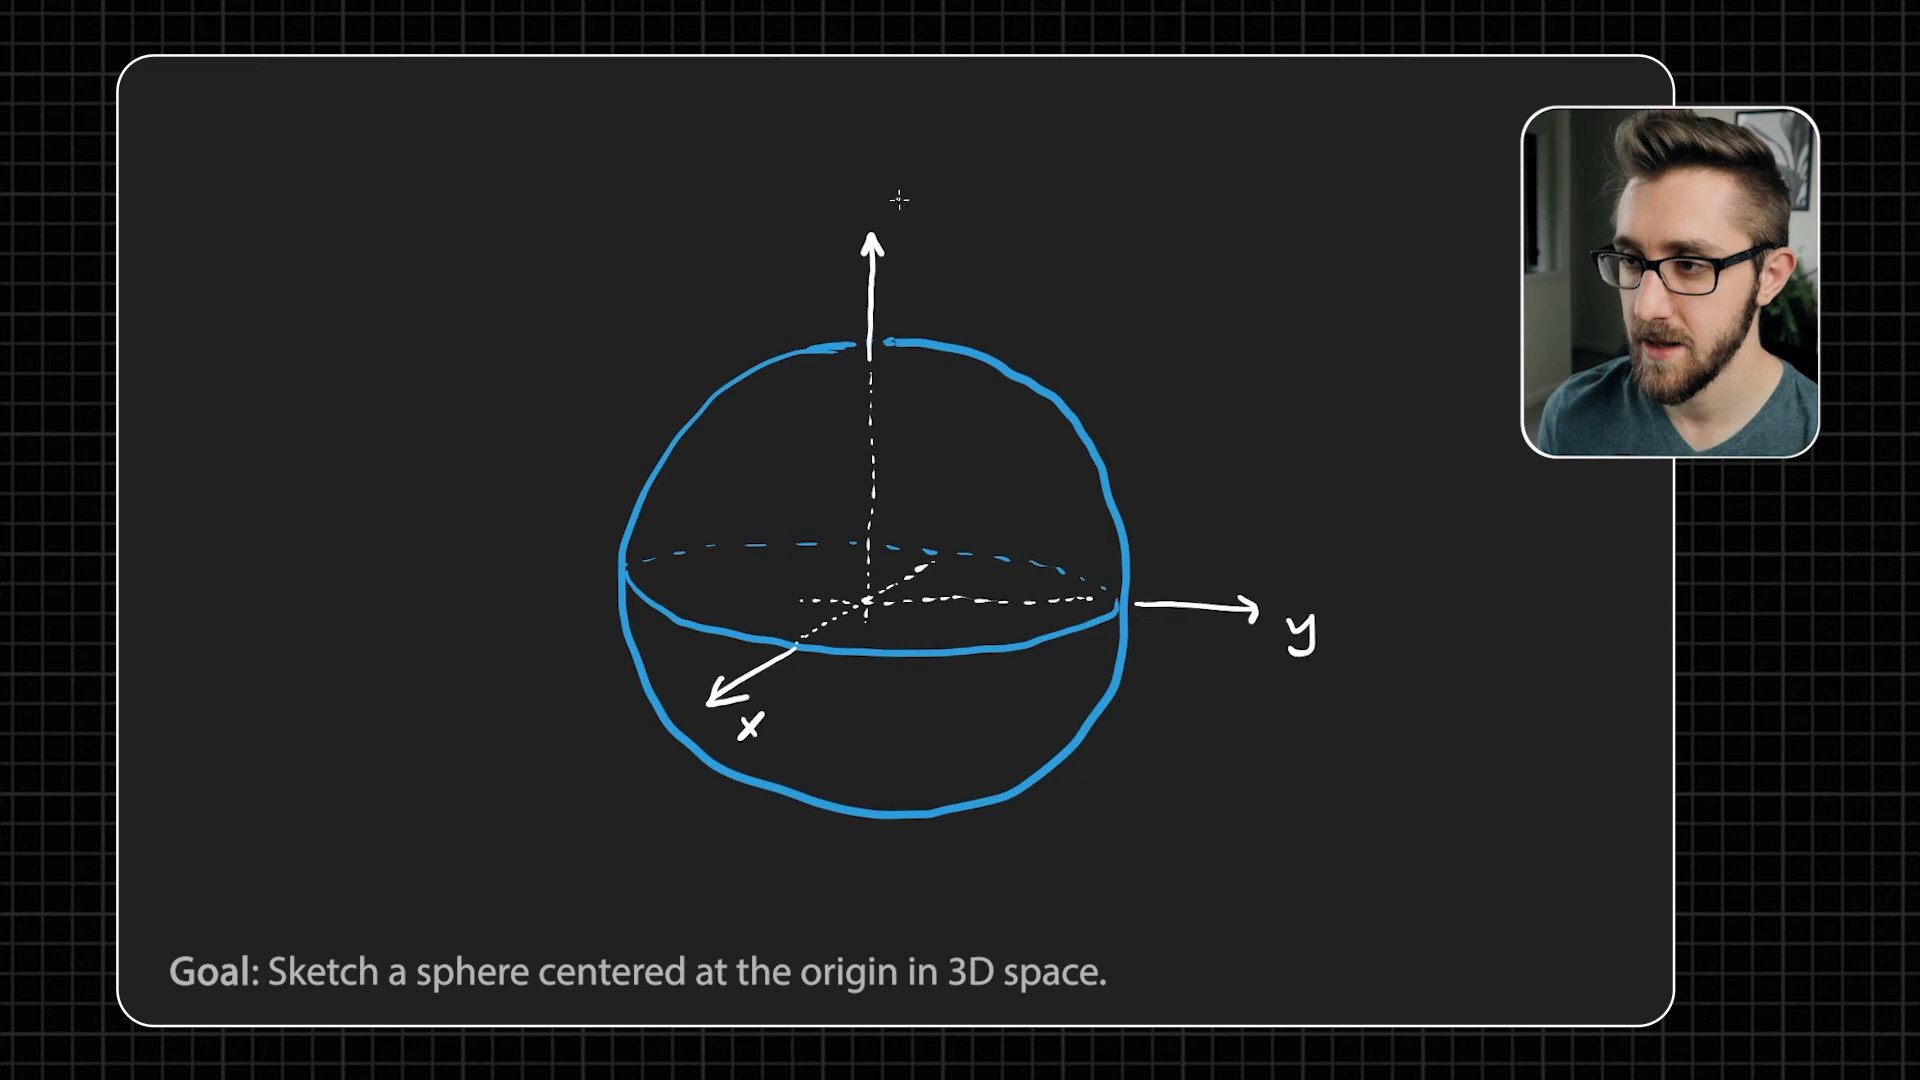 y
x
Goal: Sketch a sphere centered at the origin in 3D space.